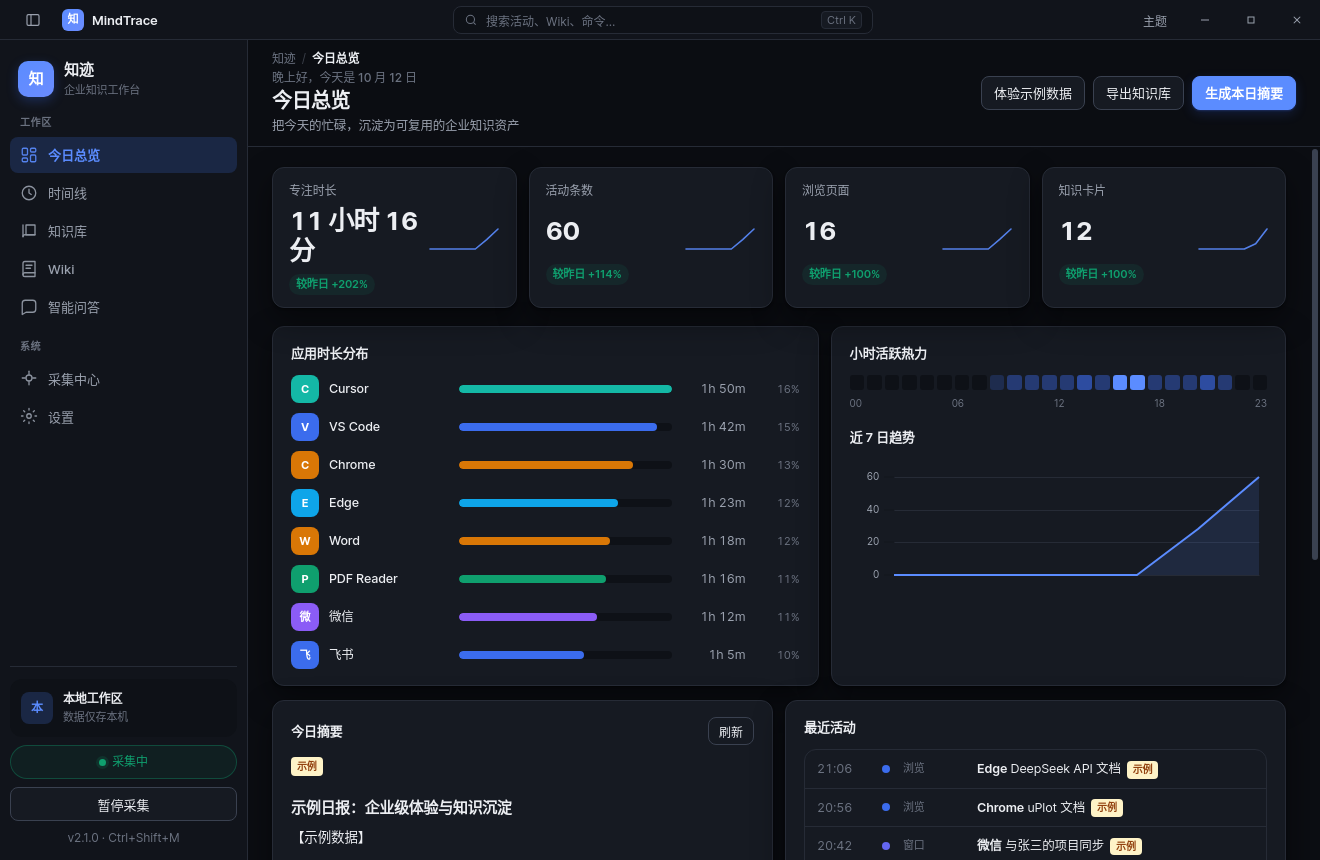 知 MindTrace
搜索活动、Wiki、命令... Ctrl K
主题
知 知迹
企业知识工作台
工作区
今日总览
时间线
知识库
Wiki
智能问答
系统
采集中心
设置
本 本地工作区
数据仅存本机
采集中
暂停采集
v2.1.0 · Ctrl+Shift+M
知迹 / 今日总览
晚上好，今天是 10 月 12 日
今日总览
把今天的忙碌，沉淀为可复用的企业知识资产
体验示例数据 导出知识库 生成本日摘要
专注时长
11 小时 16
分
较昨日 +202%
活动条数
60
较昨日 +114%
浏览页面
16
较昨日 +100%
知识卡片
12
较昨日 +100%
应用时长分布
C Cursor 1h 50m 16%
V VS Code 1h 42m 15%
C Chrome 1h 30m 13%
E Edge 1h 23m 12%
W Word 1h 18m 12%
P PDF Reader 1h 16m 11%
微 微信 1h 12m 11%
飞 飞书 1h 5m 10%
小时活跃热力
00 06 12 18 23
近 7 日趋势
60
40
20
0
今日摘要 刷新
示例
示例日报：企业级体验与知识沉淀
【示例数据】
最近活动
21:06 浏览 Edge DeepSeek API 文档 示例
20:56 浏览 Chrome uPlot 文档 示例
20:42 窗口 微信 与张三的项目同步 示例